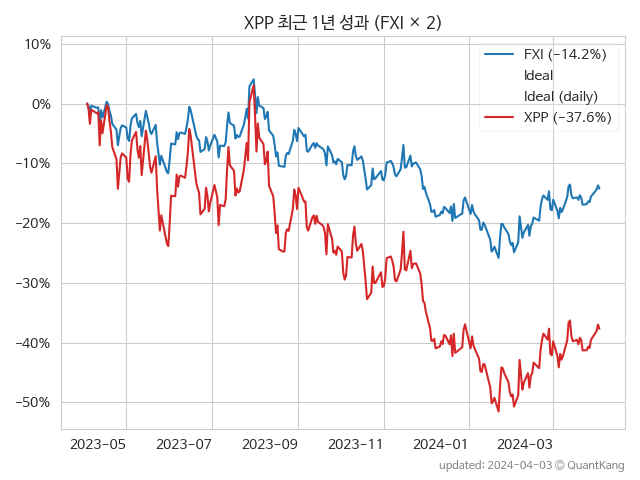 XPP 최근 1년 성과 (FXI × 2)
10%
0%
−10%
−20%
−30%
−40%
−50%
FXI (−14.2%)
Ideal
Ideal (daily)
XPP (−37.6%)
2023−05 2023−07 2023−09 2023−11 2024−01 2024−03
updated: 2024−04−03 © QuantKang